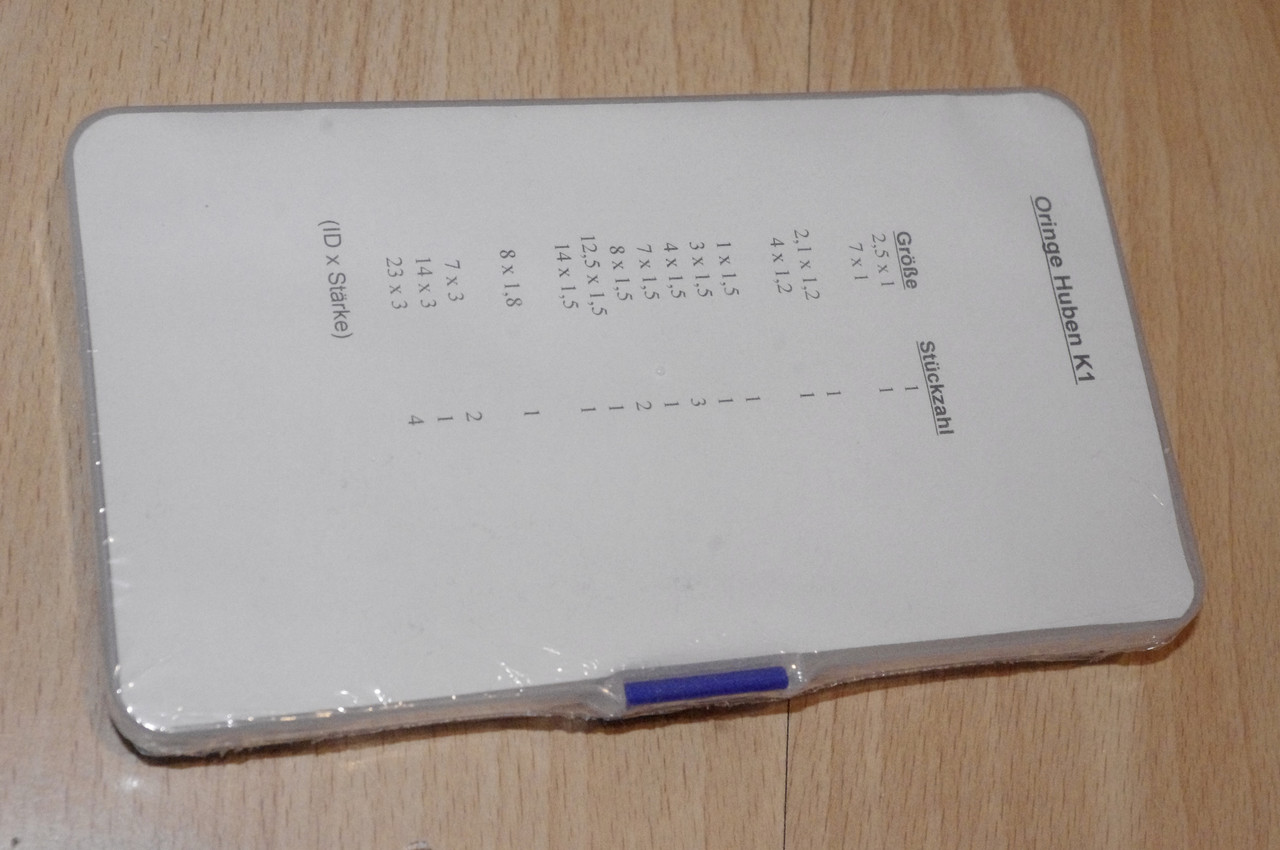 Oringe Huben K1
Größe Stückzahl
2,5 x 1 1
7 x 1 1
2,1 x 1,2 1
4 x 1,2 1
1 x 1,5 1
3 x 1,5 1
4 x 1,5 3
7 x 1,5 1
8 x 1,5 2
12,5 x 1,5 1
14 x 1,5 1
8 x 1,8 1
7 x 3 2
14 x 3 1
23 x 3 4
(ID x Stärke)